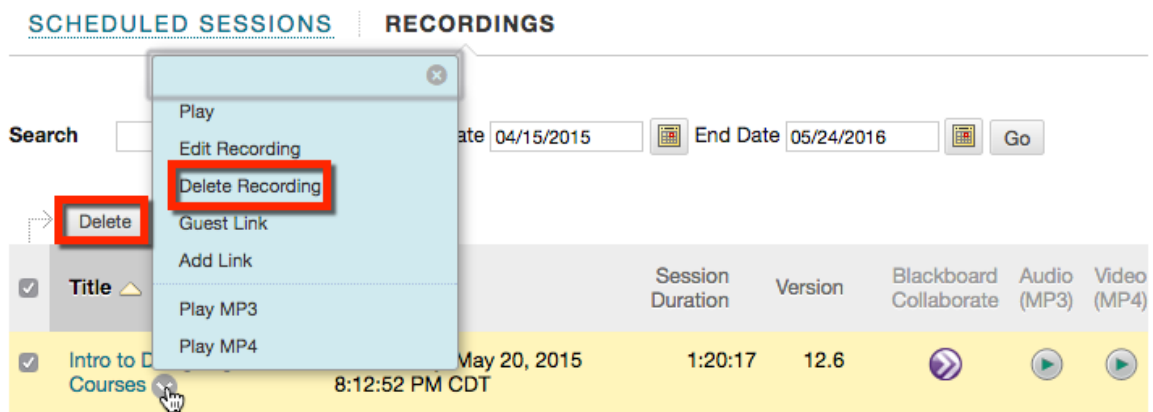 SCHEDULED SESSIONS RECORDINGS
Play
Search ate 04/15/2015 End Date 05/24/2016 Go
Edit Recording
Delete Recording
Delete
Guest Link
Add Link
Title
Session Duration
Version
Blackboard Collaborate
Audio (MP3)
Video (MP4)
Play MP3
Play MP4
Intro to D May 20, 2015 1:20:17 12.6
Courses 8:12:52 PM CDT